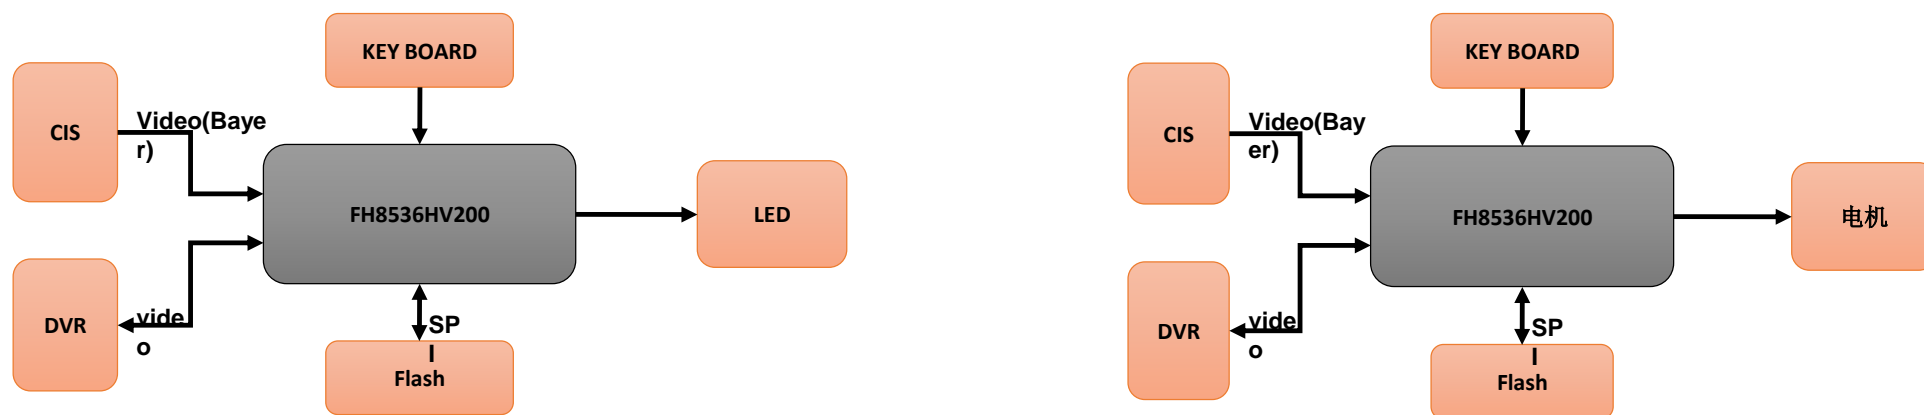 KEY BOARD
CIS
Video(Baye
r)
FH8536HV200
LED
DVR
vide
o
SP
I
Flash
KEY BOARD
CIS
Video(Bay
er)
FH8536HV200
电机
DVR
vide
o
SP
I
Flash